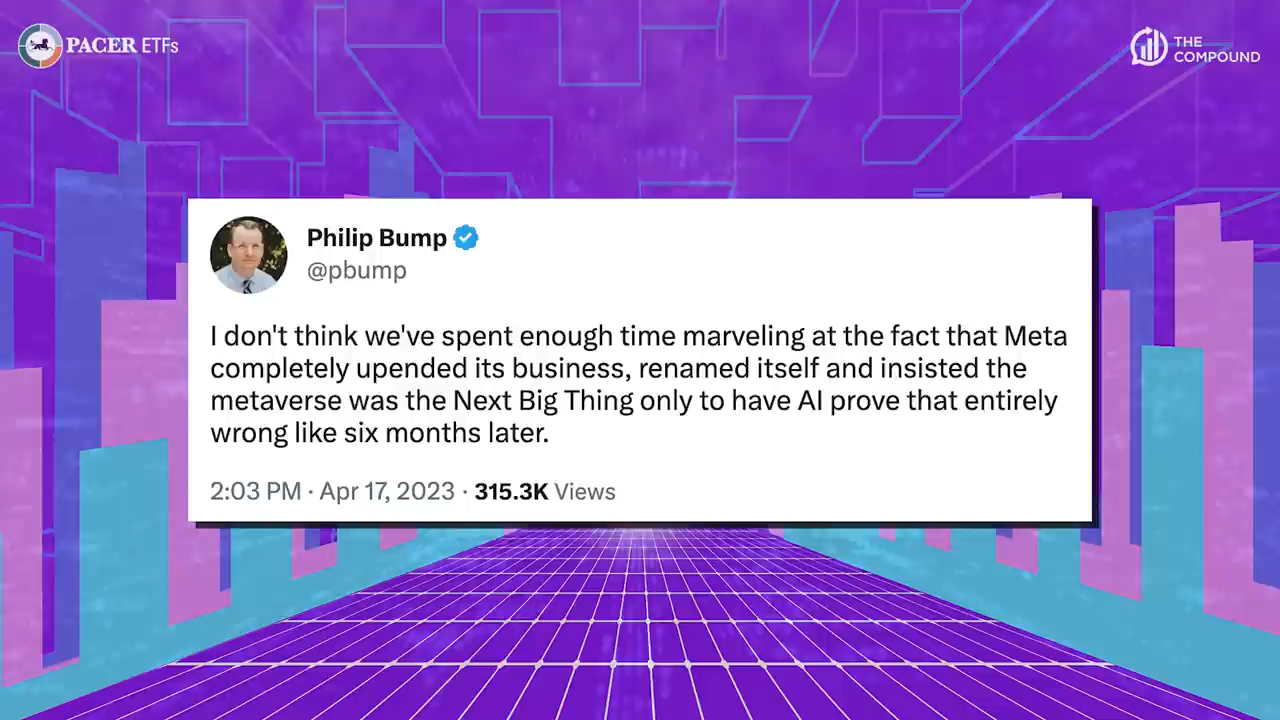 PACER ETFs
THE
COMPOUND
Philip Bump
@pbump
I don't think we've spent enough time marveling at the fact that Meta
completely upended its business, renamed itself and insisted the
metaverse was the Next Big Thing only to have AI prove that entirely
wrong like six months later.
2:03 PM · Apr 17, 2023 · 315.3K Views